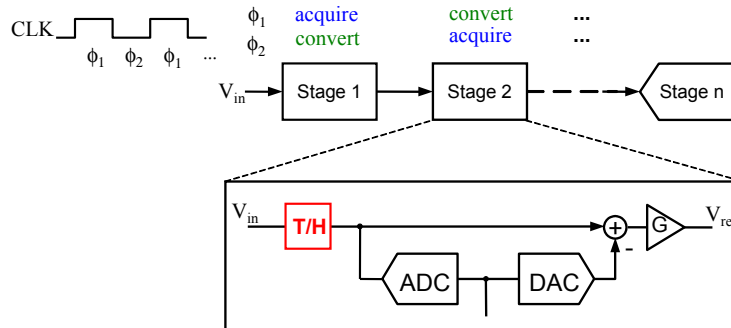 CLK
ϕ1 ϕ2 ϕ1 ...
ϕ1 acquire convert ...
ϕ2 convert acquire ...
Vin Stage 1 Stage 2 Stage n
Vin T/H + G Vre
-
ADC DAC